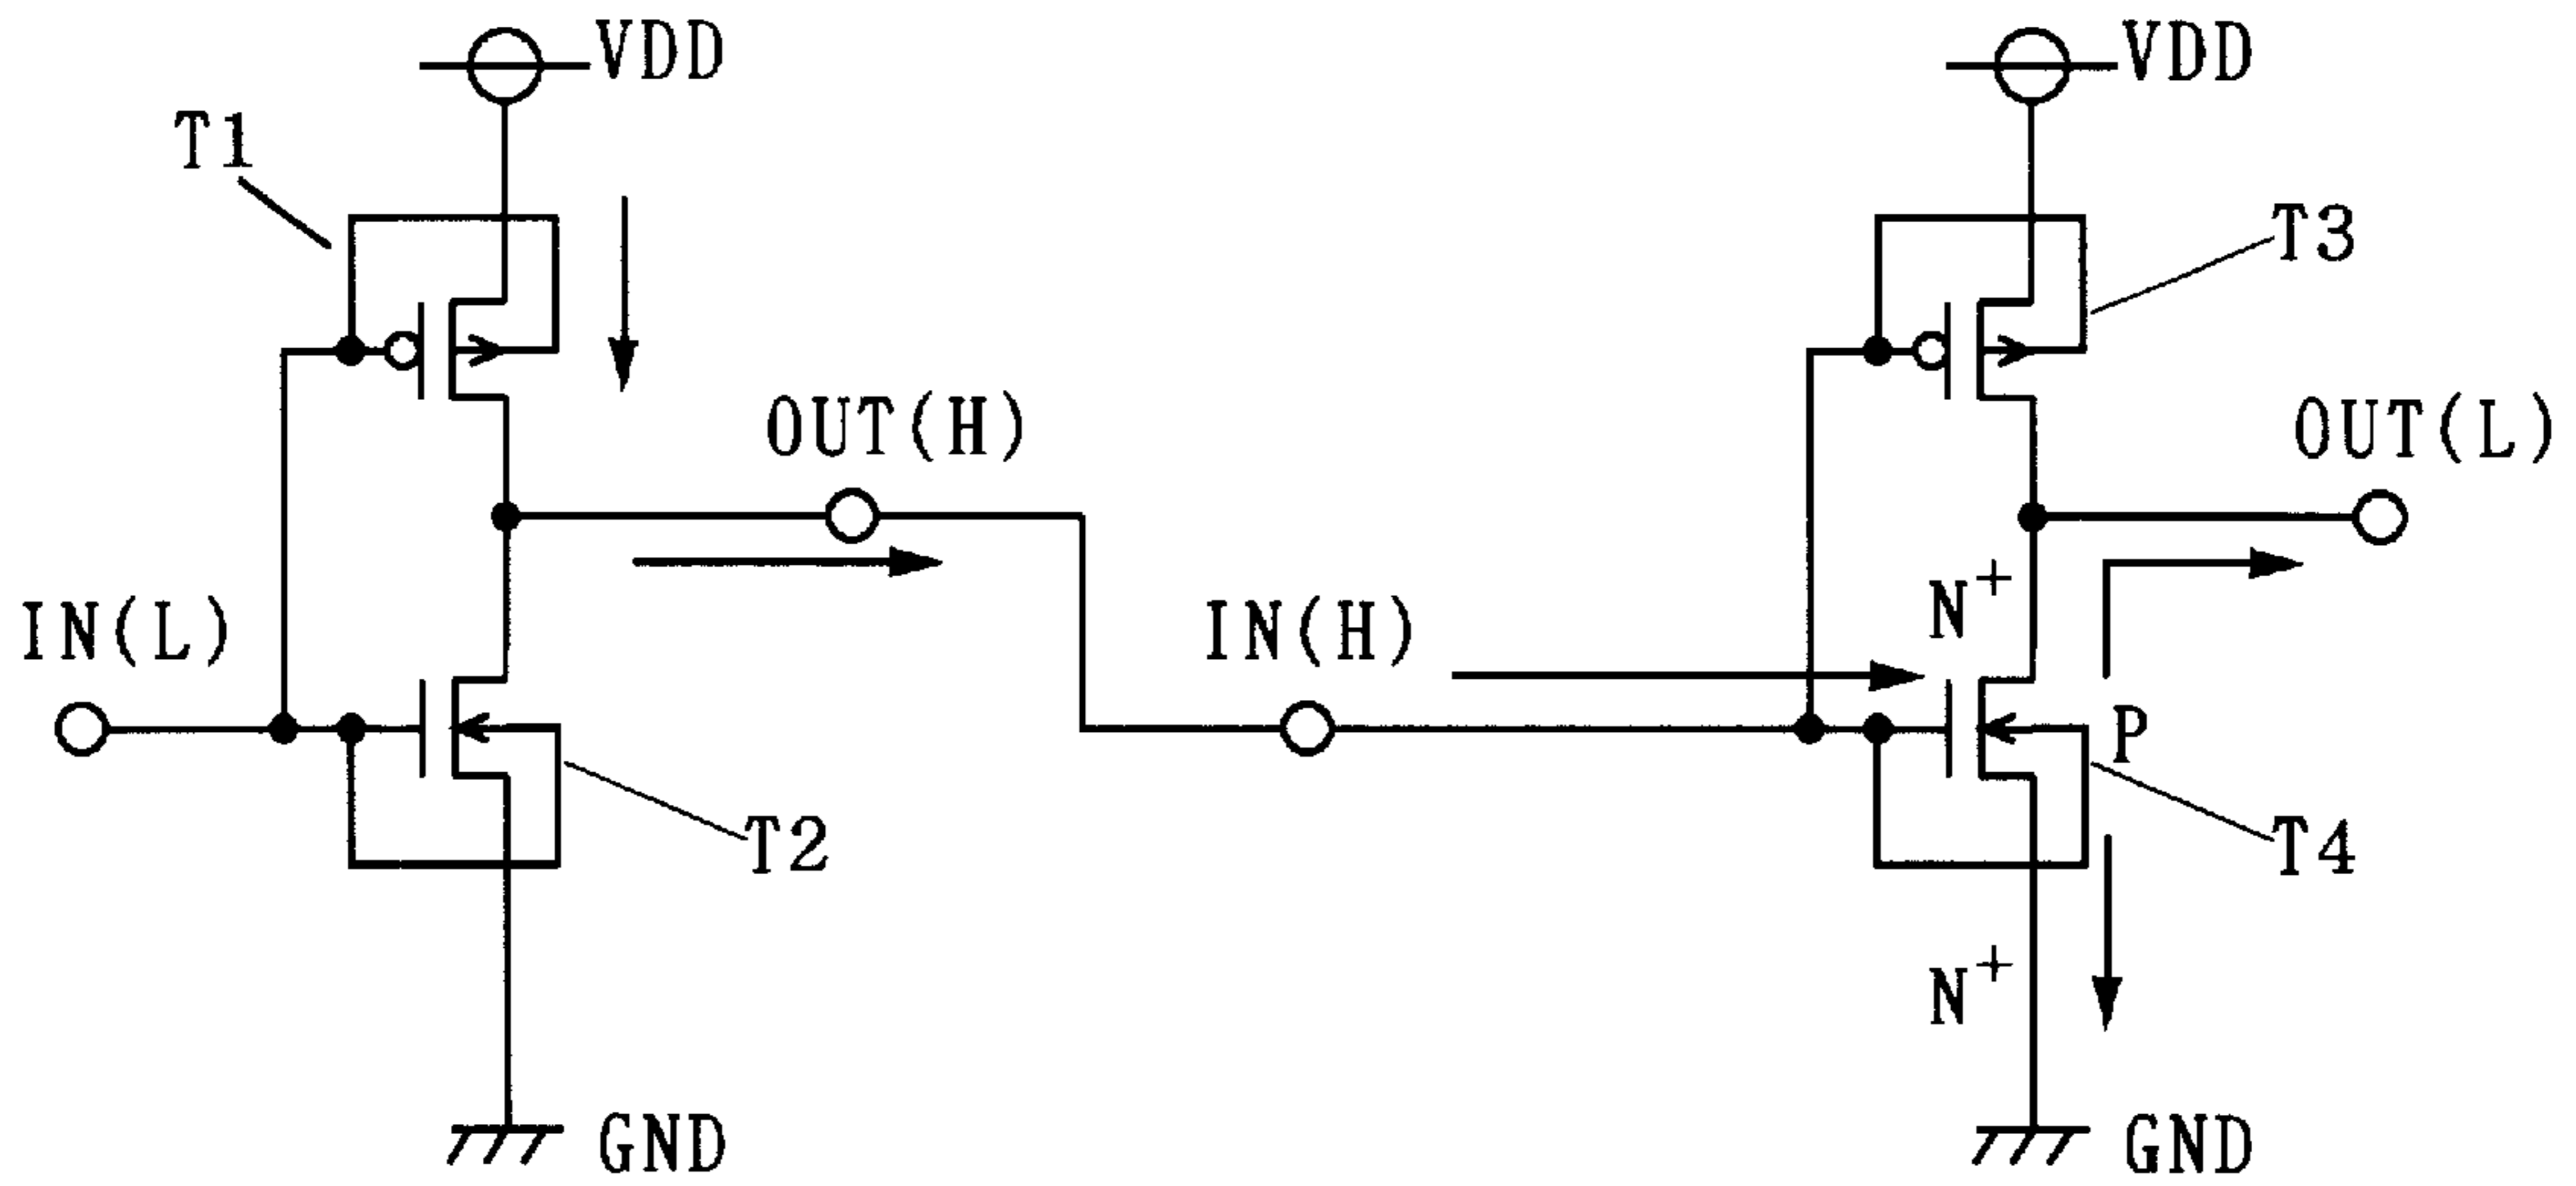 VDD
VDD
T1
T3
OUT(H)
OUT(L)
IN(L)
IN(H)
N+
P
T2
T4
N+
GND
GND